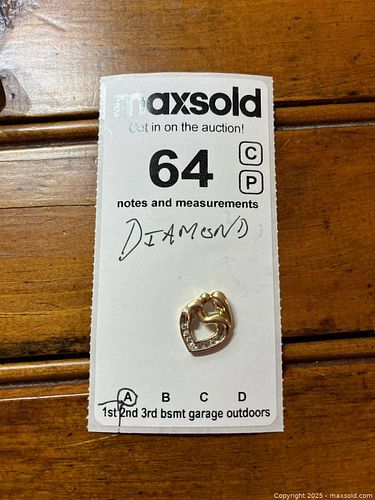 maxsold
Get in on the auction!
64
C
P
notes and measurements
DIAMOND
A B C D
1st 2nd 3rd bsmt garage outdoors
Copyright 2025 - maxsold.com